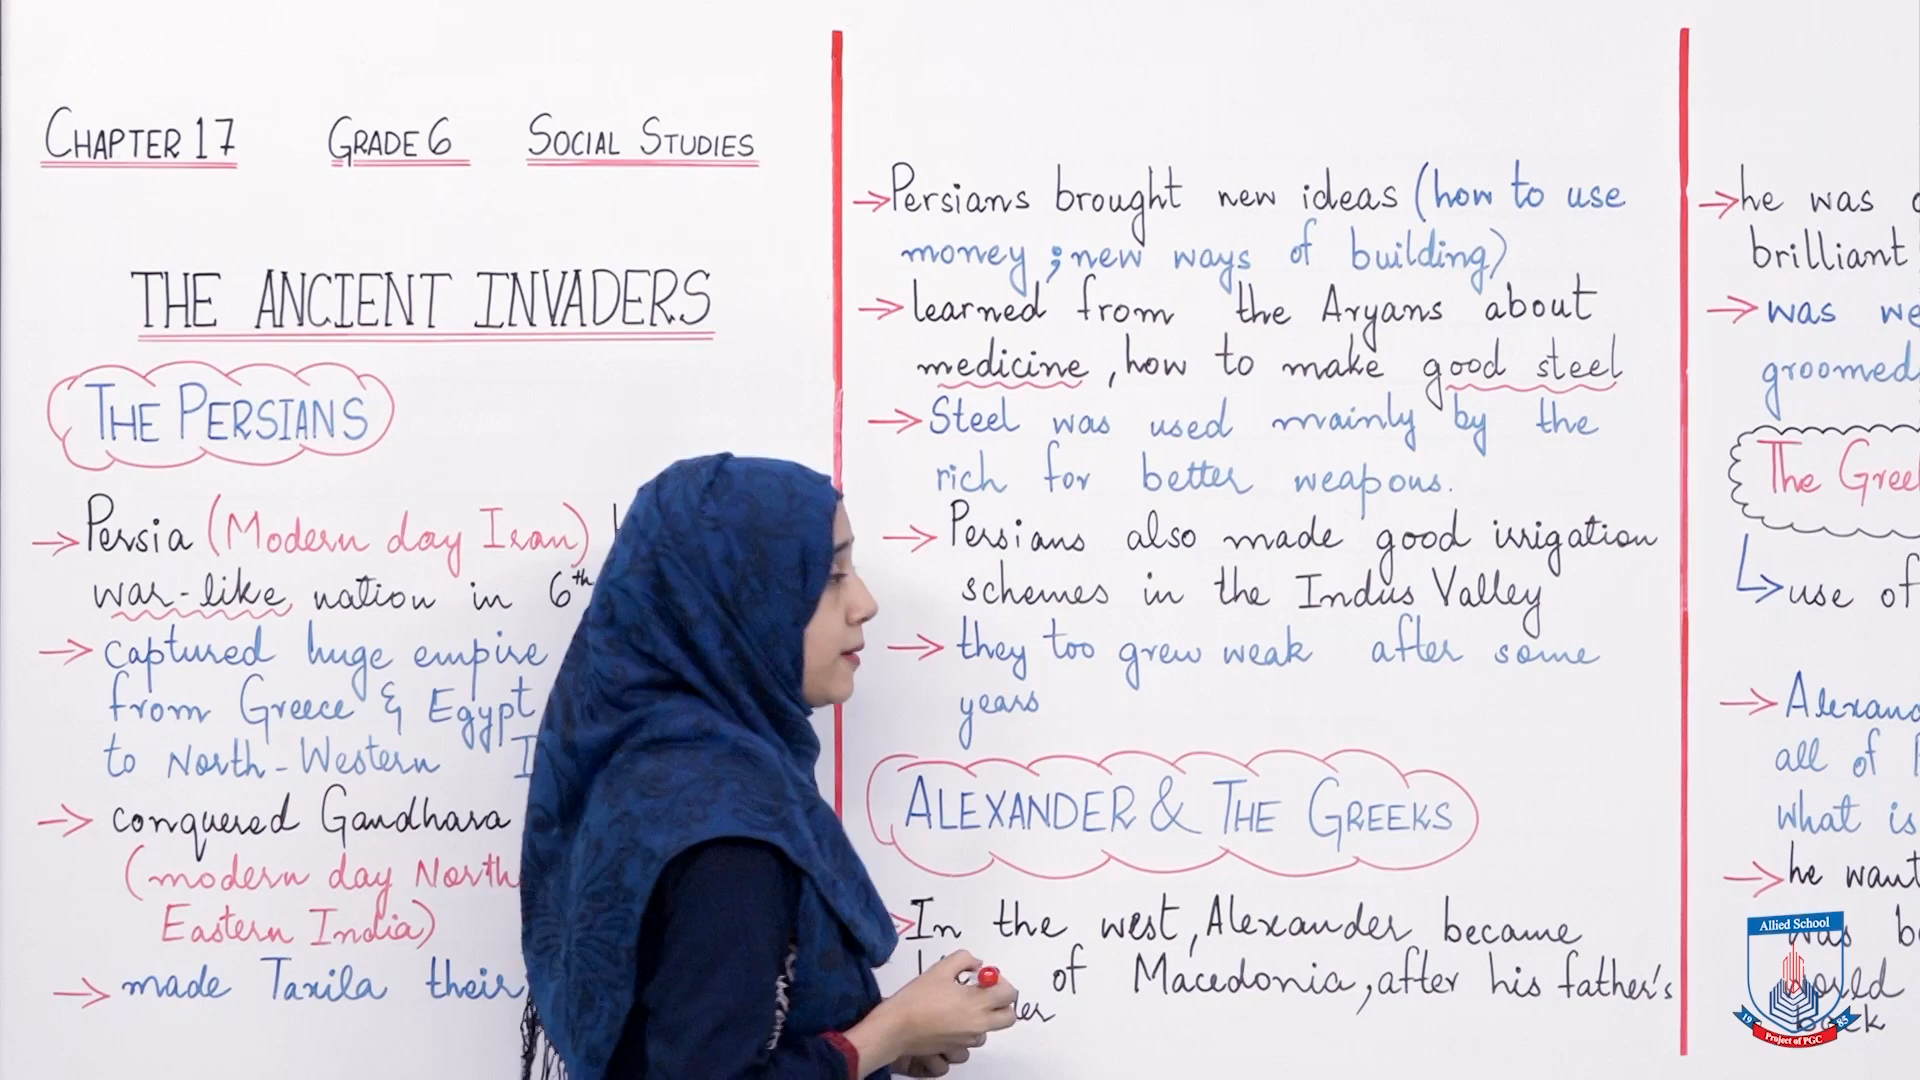 CHAPTER 17 GRADE 6 SOCIAL STUDIES
THE ANCIENT INVADERS
THE PERSIANS
→ Persia (Modern day Iran)
war-like nation in 6th
→ captured huge empire
from Greece & Egypt
to North-Western
→ conquered Gandhara
(modern day North
Eastern India)
→ made Taxila their
→ Persians brought new ideas (how to use
money ; new ways of building)
→ learned from the Aryans about
medicine, how to make good steel
→ Steel was used mainly by the
rich for better weapons.
→ Persians also made good irrigation
schemes in the Indus Valley
→ they too grew weak after some
years
ALEXANDER & THE GREEKS
→ In the west, Alexander became
of Macedonia, after his father's
→ he was
brilliant
→ was
groomed
The
use of
→
all of
what is
→ he
was
world
Allied School
1985
Project of PGC